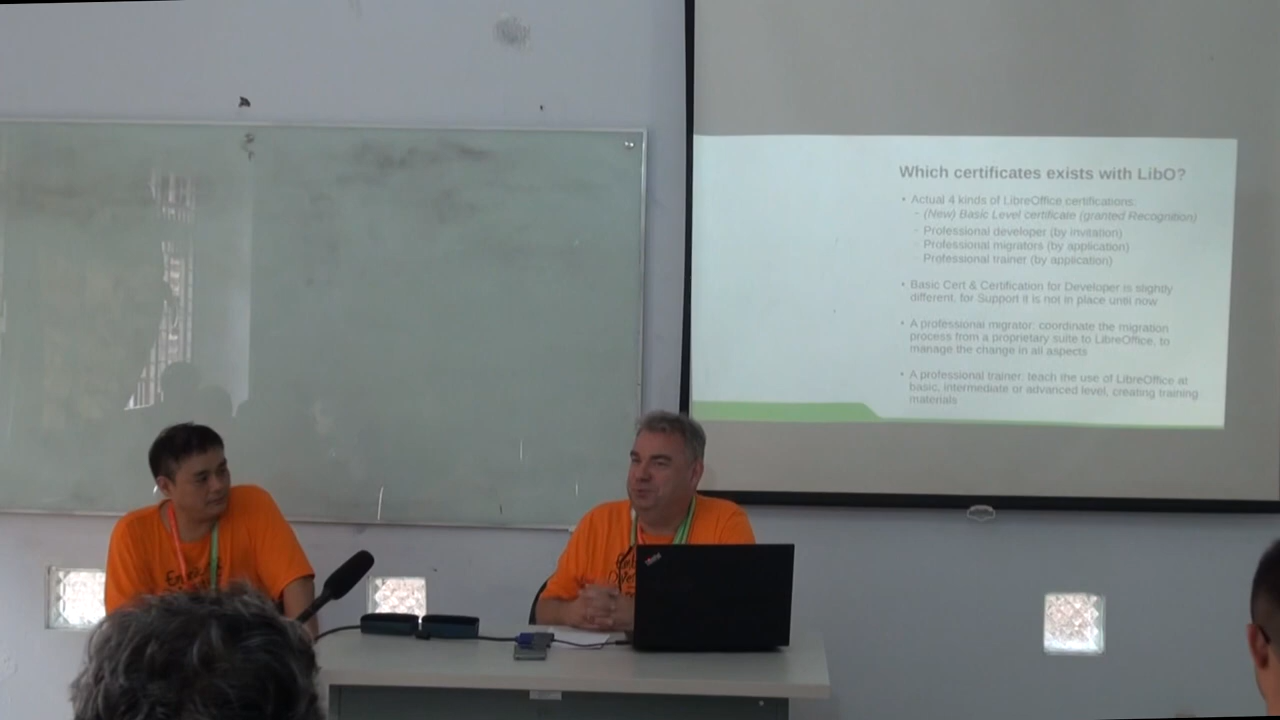 Which certificates exists with LibO?
• Actual 4 kinds of LibreOffice certifications:
- (New) Basic Level certificate (granted Recognition)
- Professional developer (by invitation)
- Professional migrators (by application)
- Professional trainer (by application)
• Basic Cert & Certification for Developer is slightly
different, for Support it is not in place until now
• A professional migrator: coordinate the migration
process from a proprietary suite to LibreOffice, to
manage the change in all aspects
• A professional trainer: teach the use of LibreOffice at
basic, intermediate or advanced level, creating training
materials